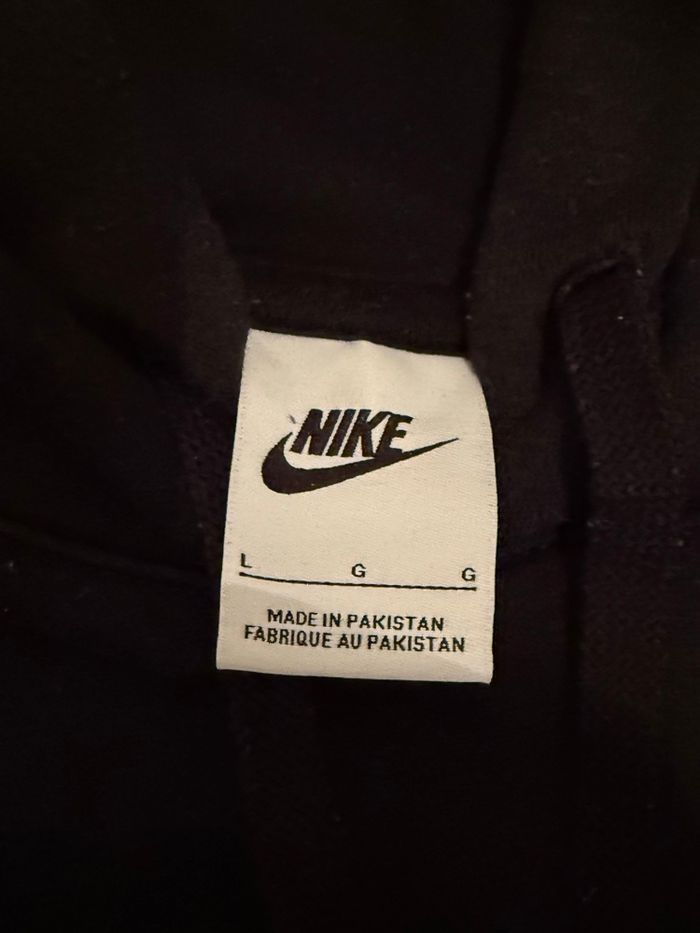 NIKE
L G G
MADE IN PAKISTAN
FABRIQUE AU PAKISTAN